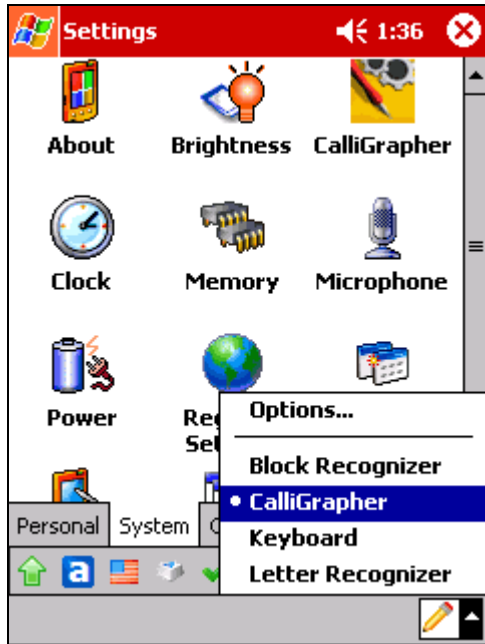 Settings 1:36
About Brightness CalliGrapher
Clock Memory Microphone
Power
Options...
Block Recognizer
CalliGrapher
Keyboard
Letter Recognizer
Personal System
a